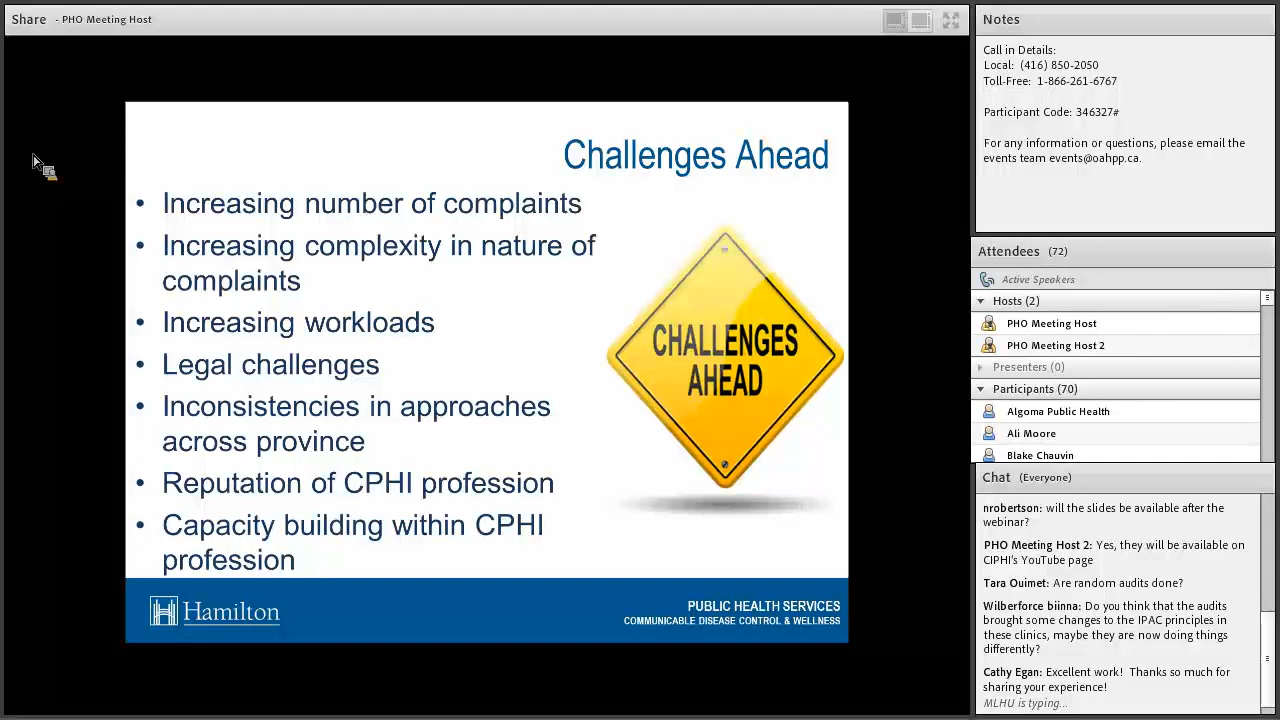 Share - PHO Meeting Host
Challenges Ahead
• Increasing number of complaints
• Increasing complexity in nature of
complaints
• Increasing workloads
• Legal challenges
• Inconsistencies in approaches
across province
• Reputation of CPHI profession
• Capacity building within CPHI
profession
CHALLENGES
AHEAD
Hamilton
PUBLIC HEALTH SERVICES
COMMUNICABLE DISEASE CONTROL & WELLNESS
Notes
Call in Details:
Local: (416) 850-2050
Toll-Free: 1-866-261-6767
Participant Code: 346327#
For any information or questions, please email the
events team events@oahpp.ca.
Attendees (72)
Active Speakers
Hosts (2)
PHO Meeting Host
PHO Meeting Host 2
Presenters (0)
Participants (70)
Algoma Public Health
Ali Moore
Blake Chauvin
Chat (Everyone)
nrobertson: will the slides be available after the
webinar?
PHO Meeting Host 2: Yes, they will be available on
CIPHI's YouTube page
Tara Ouimet: Are random audits done?
Wilberforce biinna: Do you think that the audits
brought some changes to the IPAC principles in
these clinics, maybe they are now doing things
differently?
Cathy Egan: Excellent work! Thanks so much for
sharing your experience!
MLHU is typing...